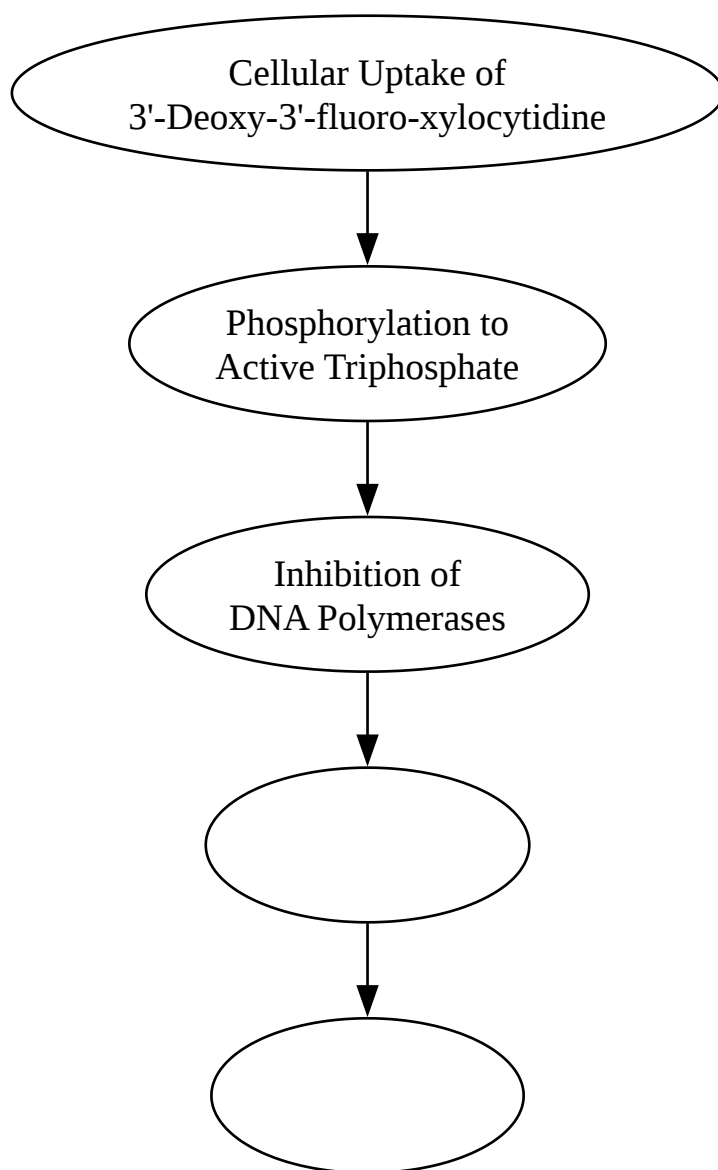 Cellular Uptake of
3'-Deoxy-3'-fluoro-xylocytidine
Phosphorylation to
Active Triphosphate
Inhibition of
DNA Polymerases